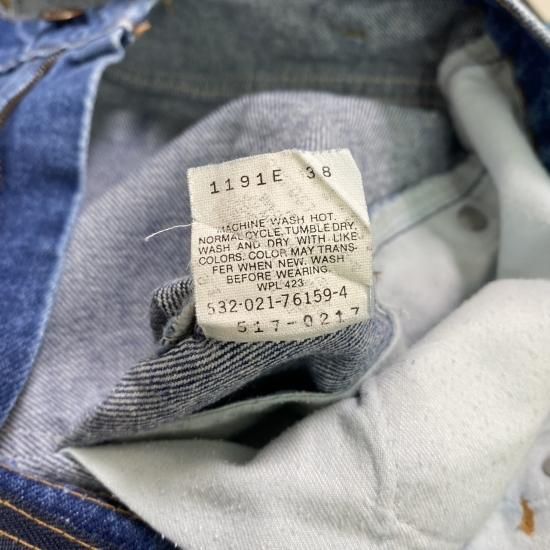 1191E 38
MACHINE WASH HOT.
NORMAL CYCLE. TUMBLE DRY.
WASH AND DRY WITH LIKE
COLORS. COLOR MAY TRANS-
FER WHEN NEW. WASH
BEFORE WEARING.
WPL 423
532-021-76159-4
517-0217